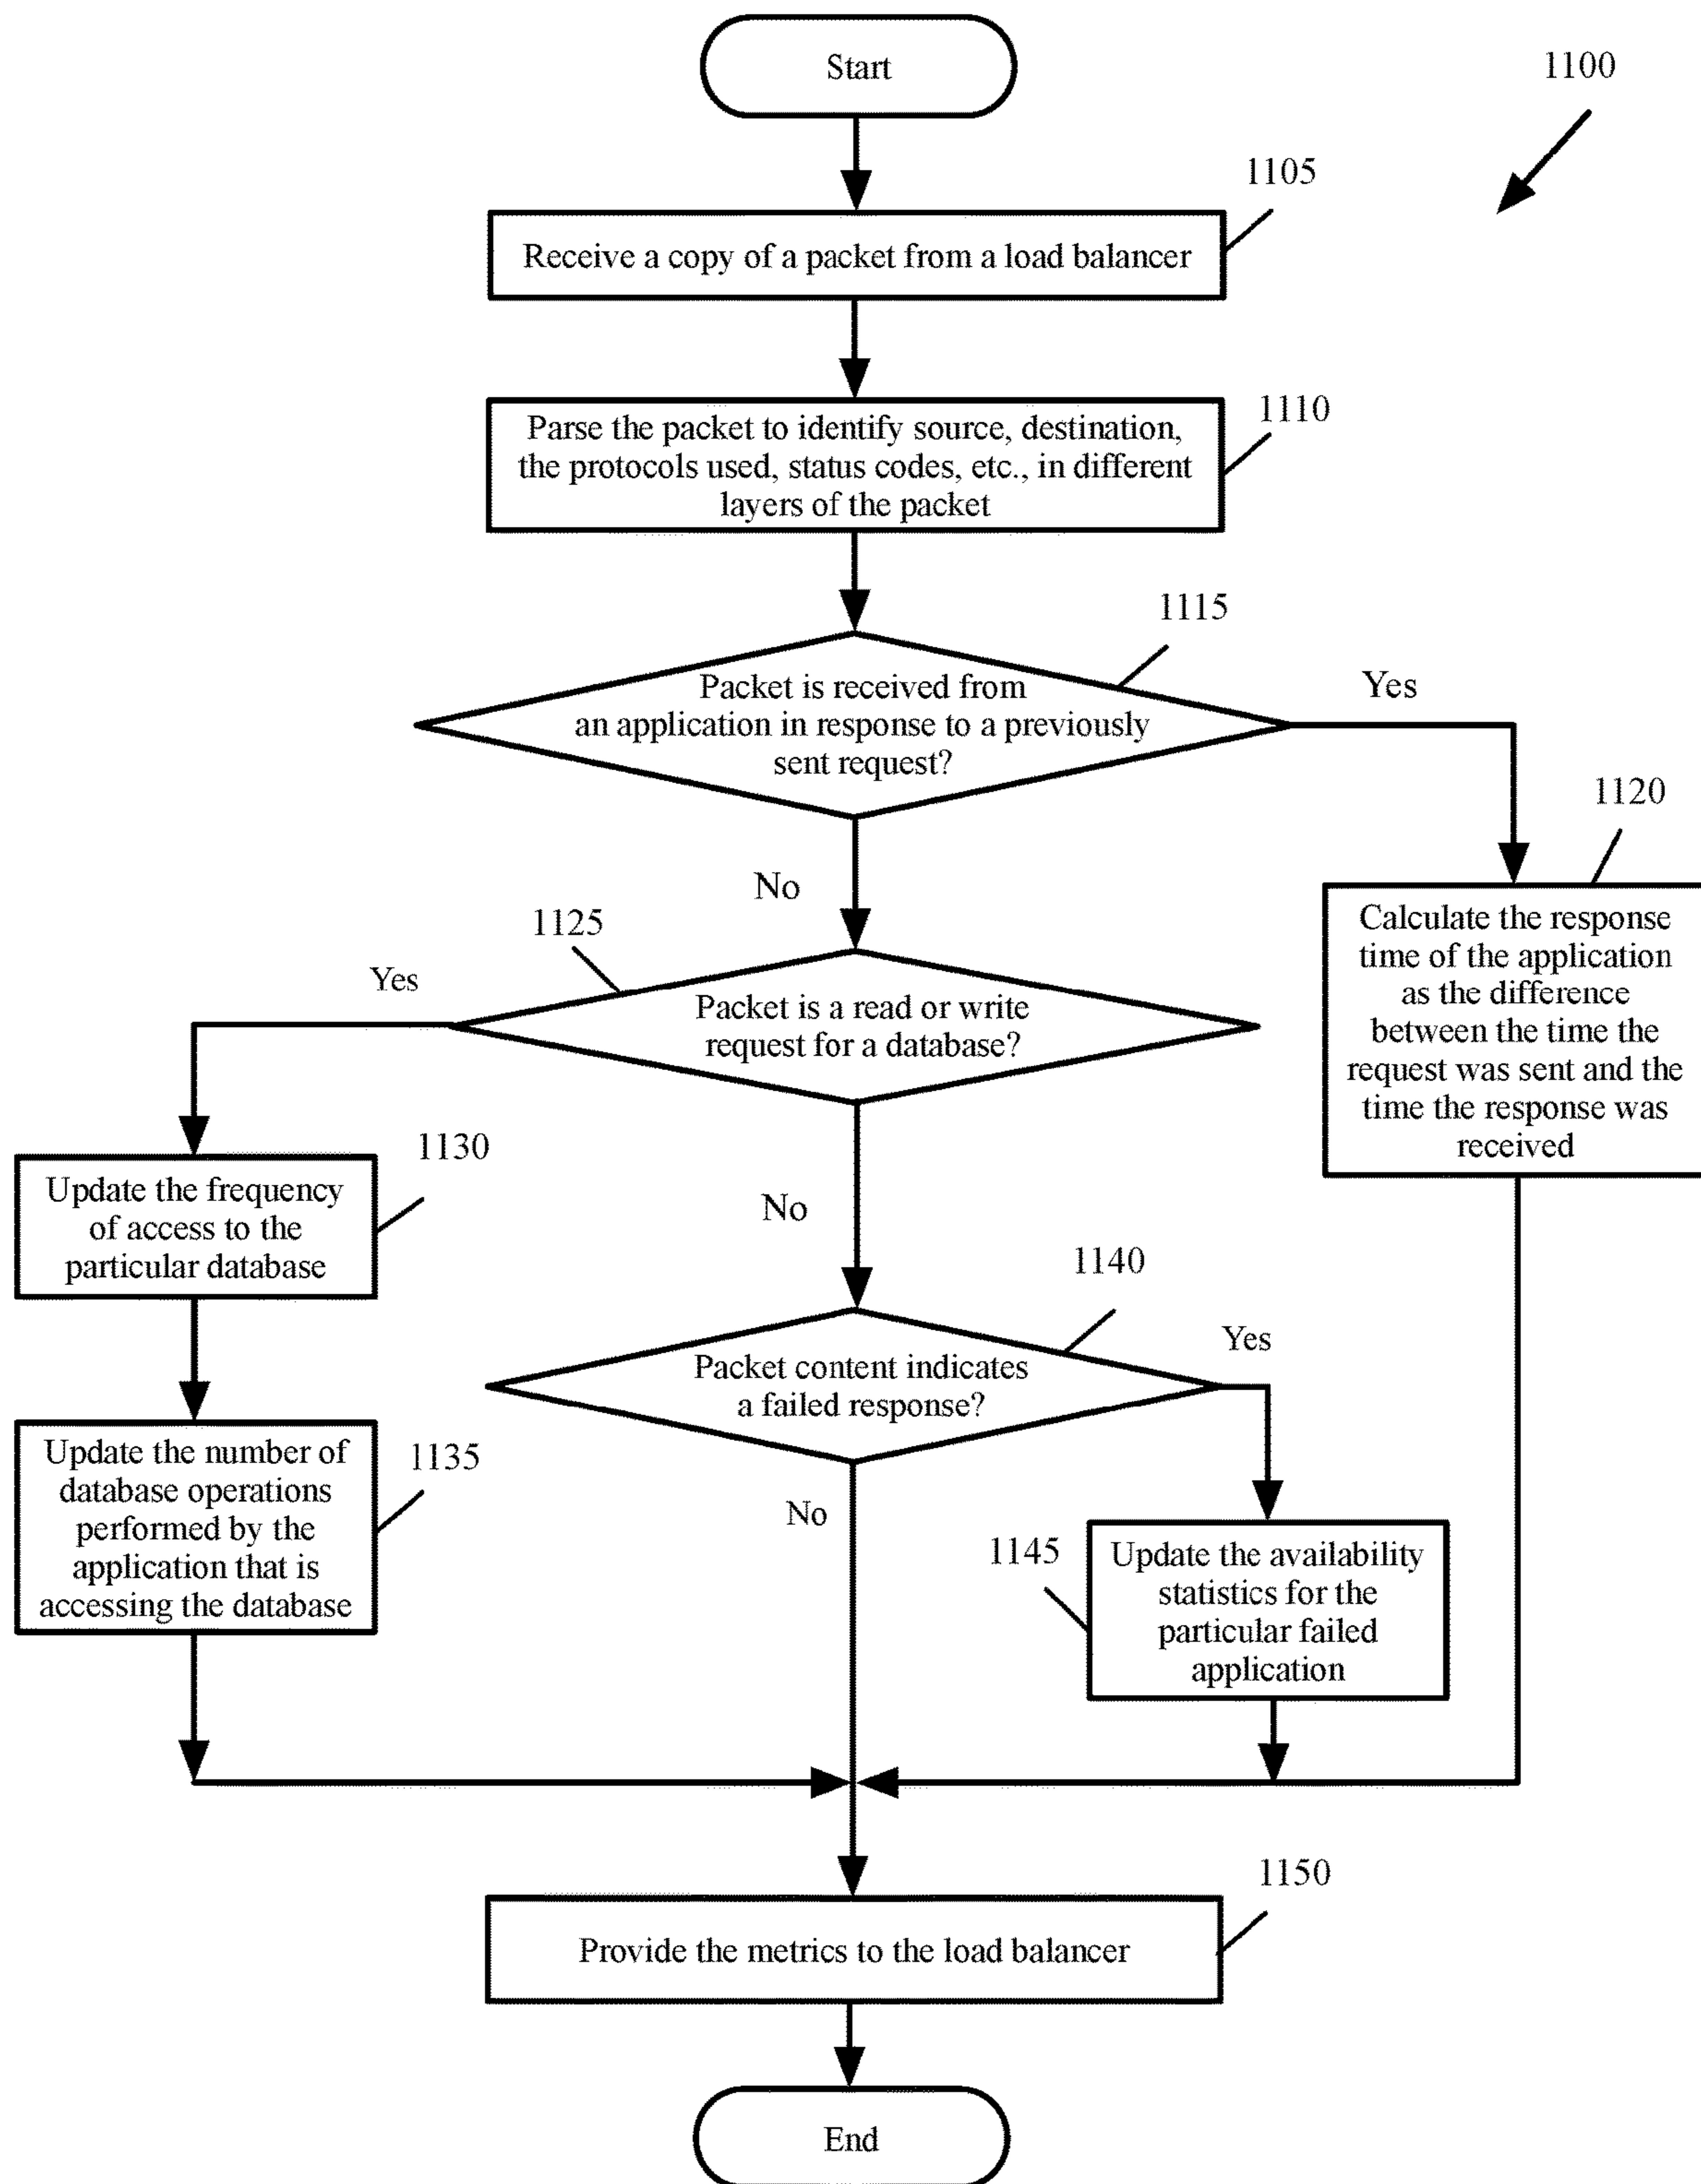 Start
1100
1105
Receive a copy of a packet from a load balancer
1110
Parse the packet to identify source, destination,
the protocols used, status codes, etc., in different
layers of the packet
1115
Packet is received from
an application in response to a previously
sent request?
Yes
1120
No
Calculate the response
time of the application
as the difference
between the time the
request was sent and the
time the response was
received
1125
Yes
Packet is a read or write
request for a database?
1130
Update the frequency
of access to the
particular database
No
1140
Yes
Packet content indicates
a failed response?
1135
Update the number of
database operations
performed by the
application that is
accessing the database
No
1145
Update the availability
statistics for the
particular failed
application
1150
Provide the metrics to the load balancer
End